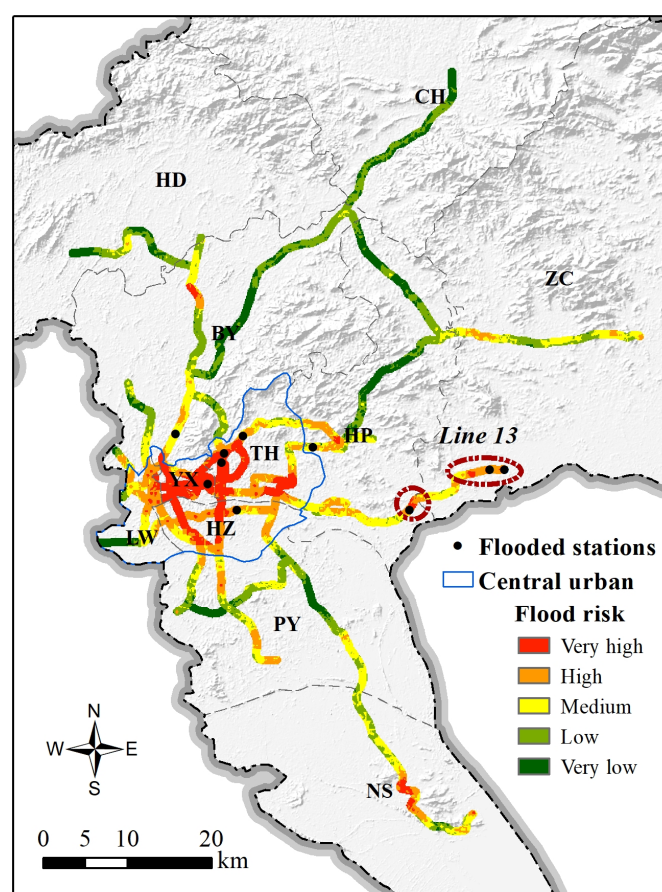 CH
HD
ZC
BY
TH
HP
Line 13
YX
HZ
LW
Flooded stations
Central urban
Flood risk
PY
Very high
High
Medium
Low
Very low
N
W E
S
NS
0 10 20
km